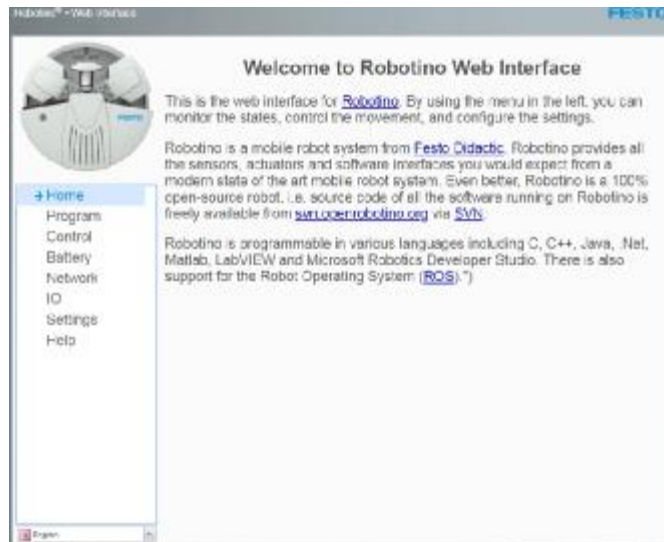 Robotino® - Web Interface
FESTO
Welcome to Robotino Web Interface
This is the web interface for Robotino. By using the menu in the left, you can
monitor the states, control the movement, and configure the settings.
Robotino is a mobile robot system from Festo Didactic. Robotino provides all
the sensors, actuators and software interfaces you would expect from a
modern state of the art mobile robot system. Even better, Robotino is a 100%
open-source robot, i.e. source code of all the software running on Robotino is
freely available from svn.openrobotino.org via SVN.
Robotino is programmable in various languages including C, C++, Java, .Net,
Matlab, LabVIEW and Microsoft Robotics Developer Studio. There is also
support for the Robot Operating System (ROS).")
FESTO
Home
Program
Control
Battery
Network
IO
Settings
Help
English